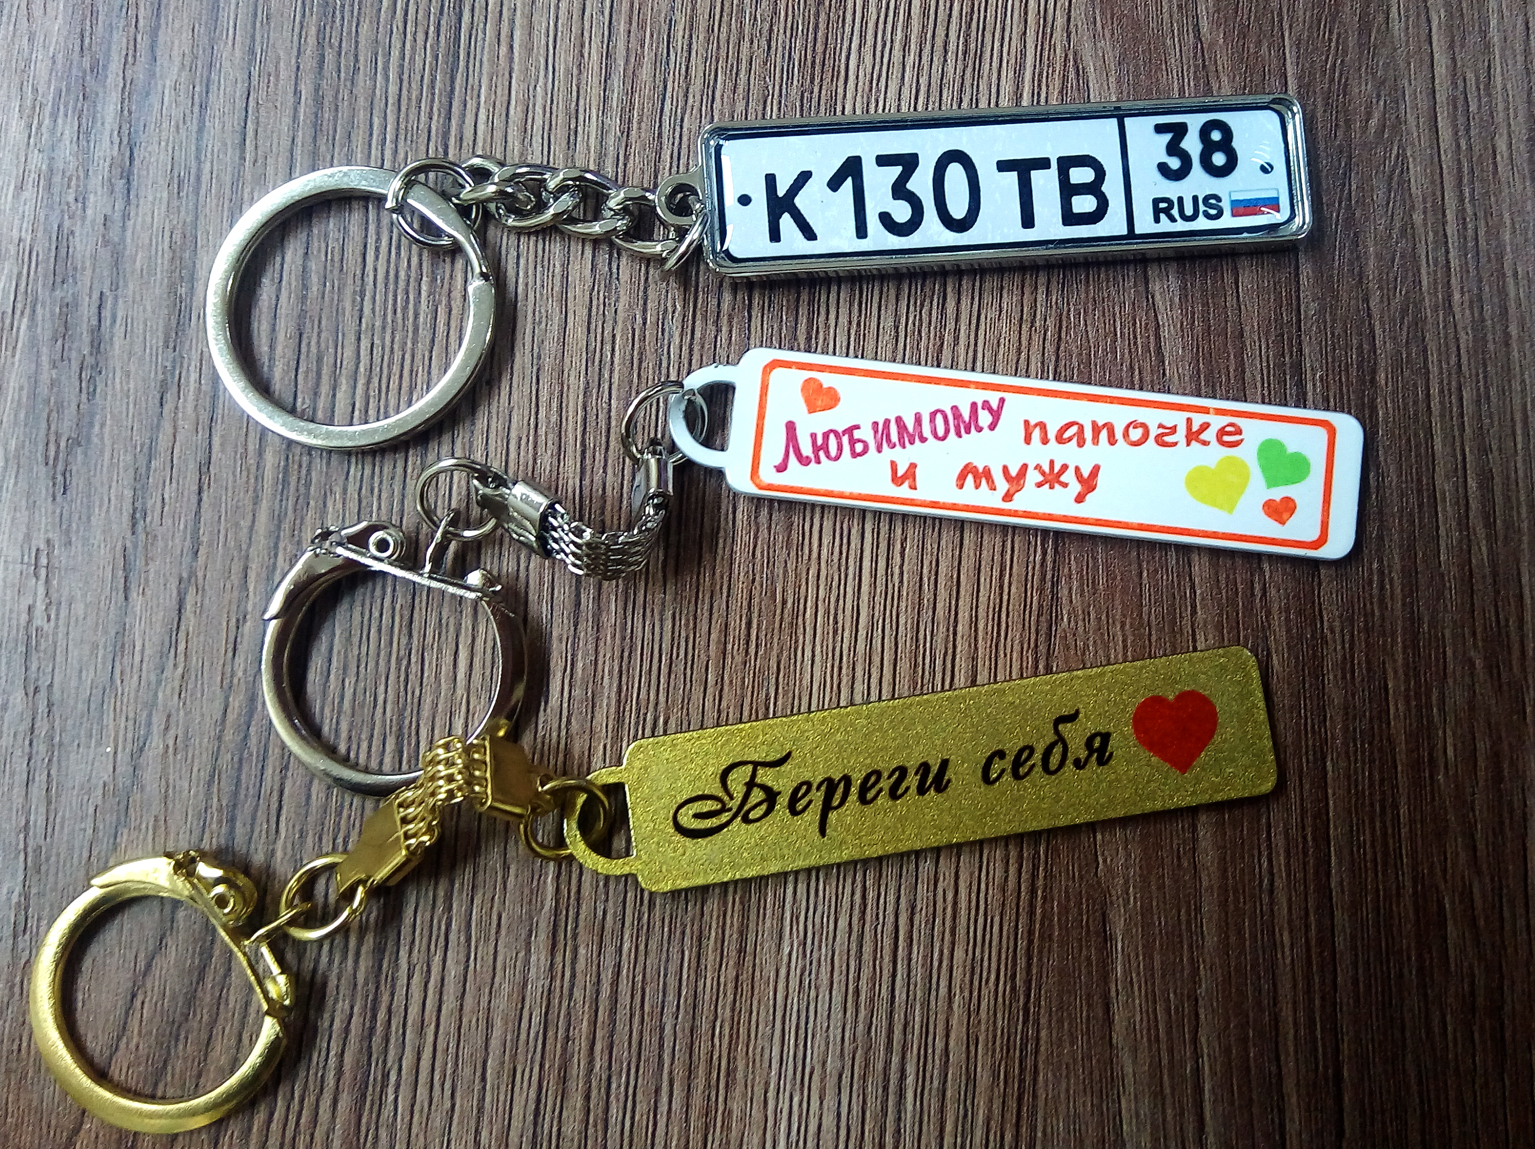 К130ТВ 38
RUS
Любимому папочке
и мужу
Береги себя